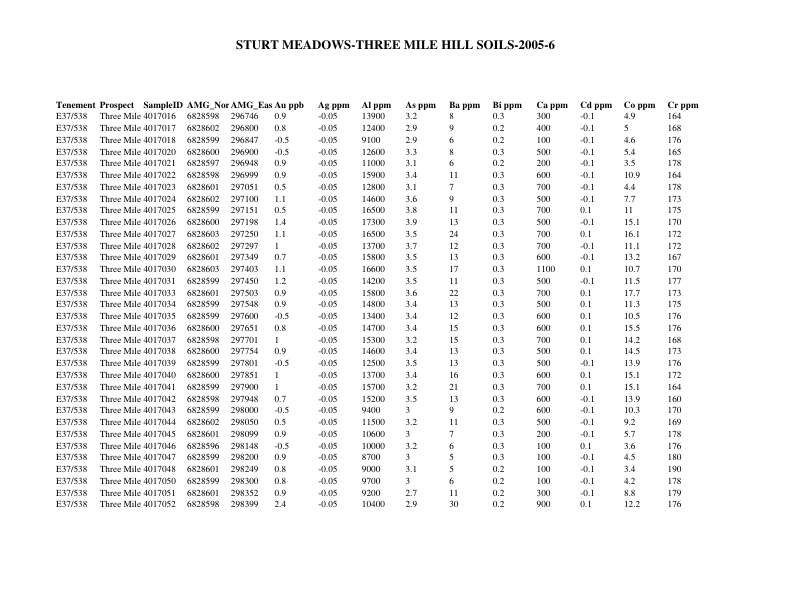 STURT MEADOWS-THREE MILE HILL SOILS-2005-6
Tenement Prospect SampleID AMG_Nor AMG_Eas Au ppb Ag ppm Al ppm As ppm Ba ppm Bi ppm Ca ppm Cd ppm Co ppm Cr ppm
E37/538 Three Mile 4017016 6828598 296746 0.9 -0.05 13900 3.2 8 0.3 300 -0.1 4.9 164
E37/538 Three Mile 4017017 6828602 296800 0.8 -0.05 12400 2.9 9 0.2 400 -0.1 5 168
E37/538 Three Mile 4017018 6828599 296847 -0.5 -0.05 9100 2.9 6 0.2 100 -0.1 4.6 176
E37/538 Three Mile 4017020 6828600 296900 -0.5 -0.05 12600 3.3 8 0.3 500 -0.1 5.4 165
E37/538 Three Mile 4017021 6828597 296948 0.9 -0.05 11000 3.1 6 0.2 200 -0.1 3.5 178
E37/538 Three Mile 4017022 6828598 296999 0.9 -0.05 15900 3.4 11 0.3 600 -0.1 10.9 164
E37/538 Three Mile 4017023 6828601 297051 0.5 -0.05 12800 3.1 7 0.3 700 -0.1 4.4 178
E37/538 Three Mile 4017024 6828602 297100 1.1 -0.05 14600 3.6 9 0.3 500 -0.1 7.7 173
E37/538 Three Mile 4017025 6828599 297151 0.5 -0.05 16500 3.8 11 0.3 700 0.1 11 175
E37/538 Three Mile 4017026 6828600 297198 1.4 -0.05 17300 3.9 13 0.3 500 -0.1 15.1 170
E37/538 Three Mile 4017027 6828603 297250 1.1 -0.05 16500 3.5 24 0.3 700 0.1 16.1 172
E37/538 Three Mile 4017028 6828602 297297 1 -0.05 13700 3.7 12 0.3 700 -0.1 11.1 172
E37/538 Three Mile 4017029 6828601 297349 0.7 -0.05 15800 3.5 13 0.3 600 -0.1 13.2 167
E37/538 Three Mile 4017030 6828603 297403 1.1 -0.05 16600 3.5 17 0.3 1100 0.1 10.7 170
E37/538 Three Mile 4017031 6828599 297450 1.2 -0.05 14200 3.5 11 0.3 500 -0.1 11.5 177
E37/538 Three Mile 4017033 6828601 297503 0.9 -0.05 15800 3.6 22 0.3 700 0.1 17.7 173
E37/538 Three Mile 4017034 6828599 297548 0.9 -0.05 14800 3.4 13 0.3 500 0.1 11.3 175
E37/538 Three Mile 4017035 6828599 297600 -0.5 -0.05 13400 3.4 12 0.3 600 0.1 10.5 176
E37/538 Three Mile 4017036 6828600 297651 0.8 -0.05 14700 3.4 15 0.3 600 0.1 15.5 176
E37/538 Three Mile 4017037 6828598 297701 1 -0.05 15300 3.2 15 0.3 700 0.1 14.2 168
E37/538 Three Mile 4017038 6828600 297754 0.9 -0.05 14600 3.4 13 0.3 500 0.1 14.5 173
E37/538 Three Mile 4017039 6828599 297801 -0.5 -0.05 12500 3.5 13 0.3 500 -0.1 13.9 176
E37/538 Three Mile 4017040 6828600 297851 1 -0.05 13700 3.4 16 0.3 600 0.1 15.1 172
E37/538 Three Mile 4017041 6828599 297900 1 -0.05 15700 3.2 21 0.3 700 0.1 15.1 164
E37/538 Three Mile 4017042 6828598 297948 0.7 -0.05 15200 3.5 13 0.3 600 -0.1 13.9 160
E37/538 Three Mile 4017043 6828599 298000 -0.5 -0.05 9400 3 9 0.2 600 -0.1 10.3 170
E37/538 Three Mile 4017044 6828602 298050 0.5 -0.05 11500 3.2 11 0.3 500 -0.1 9.2 169
E37/538 Three Mile 4017045 6828601 298099 0.9 -0.05 10600 3 7 0.3 200 -0.1 5.7 178
E37/538 Three Mile 4017046 6828596 298148 -0.5 -0.05 10000 3.2 6 0.3 100 0.1 3.6 176
E37/538 Three Mile 4017047 6828599 298200 0.9 -0.05 8700 3 5 0.3 100 -0.1 4.5 180
E37/538 Three Mile 4017048 6828601 298249 0.8 -0.05 9000 3.1 5 0.2 100 -0.1 3.4 190
E37/538 Three Mile 4017050 6828599 298300 0.8 -0.05 9700 3 6 0.2 100 -0.1 4.2 178
E37/538 Three Mile 4017051 6828601 298352 0.9 -0.05 9200 2.7 11 0.2 300 -0.1 8.8 179
E37/538 Three Mile 4017052 6828598 298399 2.4 -0.05 10400 2.9 30 0.2 900 0.1 12.2 176